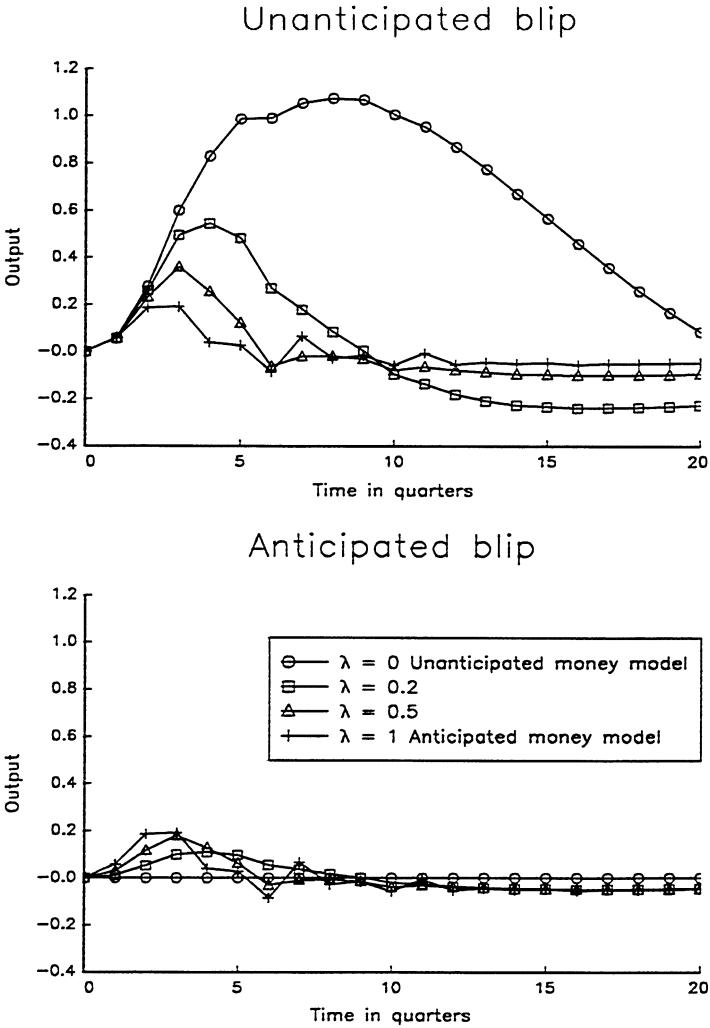 Unanticipated blip
1.2
1.0
0.8
0.6
0.4
0.2
−0.0
−0.2
−0.4
Output
0 5 10 15 20
Time in quarters
Anticipated blip
1.2
1.0
0.8
0.6
0.4
0.2
−0.0
−0.2
−0.4
Output
λ = 0 Unanticipated money model
λ = 0.2
λ = 0.5
λ = 1 Anticipated money model
0 5 10 15 20
Time in quarters